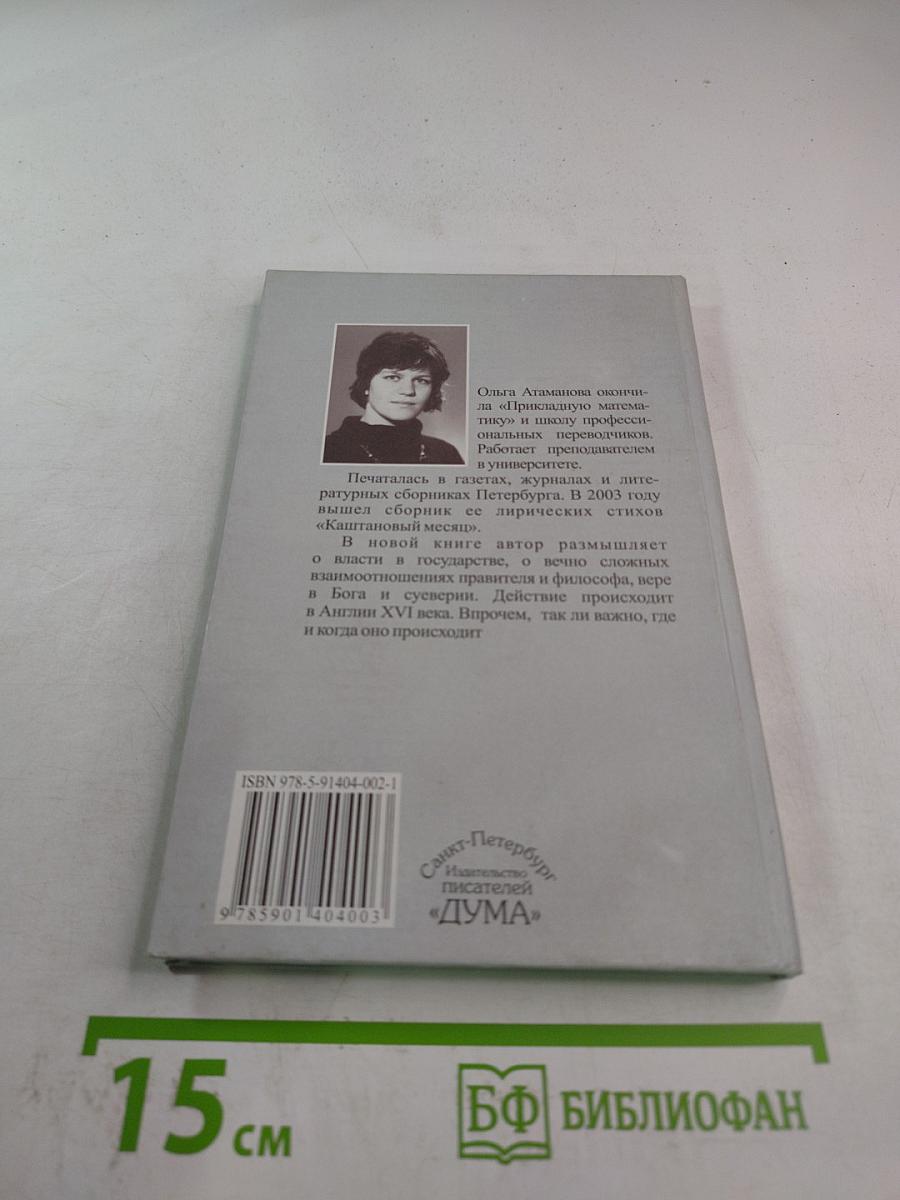 Ольга Атаманова окончи-
ла «Прикладную матема-
тику» и школу професси-
ональных переводчиков.
Работает преподавателем
в университете.
Печаталась в газетах, журналах и лите-
ратурных сборниках Петербурга. В 2003 году
вышел сборник ее лирических стихов
«Каштановый месяц».
В новой книге автор размышляет
о власти в государстве, о вечно сложных
взаимоотношениях правителя и философа, вере
в Бога и суеверии. Действие происходит
в Англии XVI века. Впрочем, так ли важно, где
и когда оно происходит
ISBN 978-5-91404-002-1
9 785901 404003
Санкт-Петербург
Издательство
писателей
«ДУМА»
15 см
БФ БИБЛИОФАН